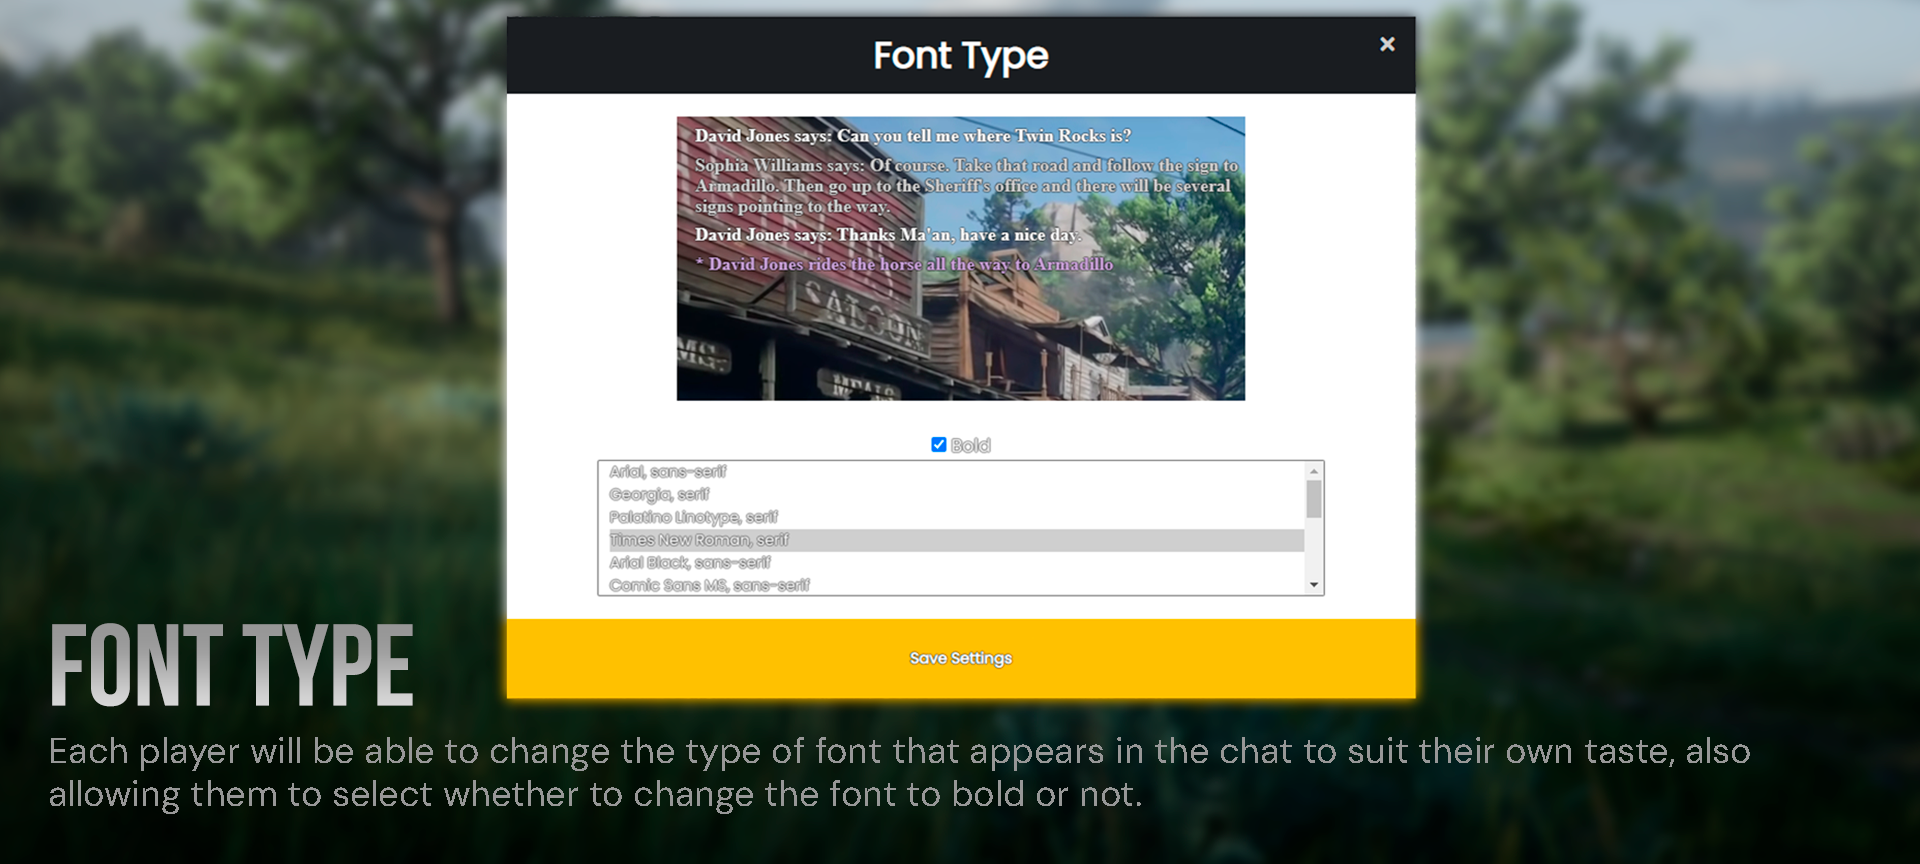 Font Type
×
David Jones says: Can you tell me where Twin Rocks is?
Sophia Williams says: Of course. Take that road and follow the sign to
Armadillo. Then go up to the Sheriff's office and there will be several
signs pointing to the way.
David Jones says: Thanks Ma'an, have a nice day.
* David Jones rides the horse all the way to Armadillo
SALOON
MS.
MEALS
Bold
Arial, sans-serif
Georgia, serif
Palatino Linotype, serif
Times New Roman, serif
Arial Black, sans-serif
Comic Sans MS, sans-serif
Save Settings
FONT TYPE
Each player will be able to change the type of font that appears in the chat to suit their own taste, also
allowing them to select whether to change the font to bold or not.